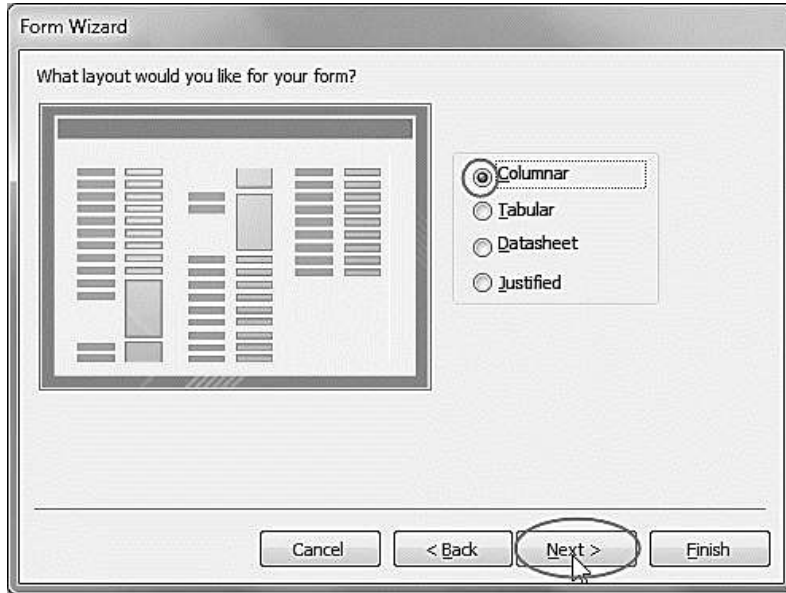 Form Wizard
What layout would you like for your form?
Columnar
Tabular
Datasheet
Justified
Cancel
< Back
Next >
Finish